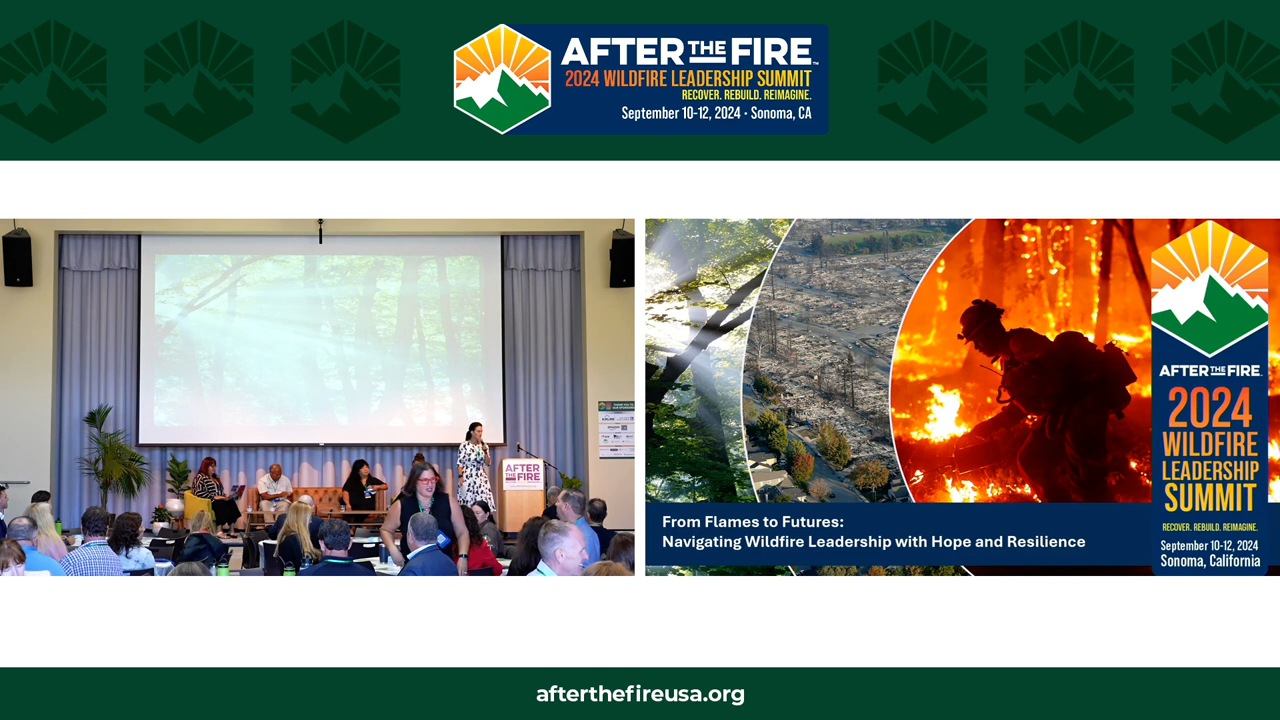 AFTER THE FIRE™
2024 WILDFIRE LEADERSHIP SUMMIT
RECOVER. REBUILD. REIMAGINE.
September 10-12, 2024 • Sonoma, CA
AFTER
THE FIRE
From Flames to Futures:
Navigating Wildfire Leadership with Hope and Resilience
AFTER THE FIRE™
2024
WILDFIRE
LEADERSHIP
SUMMIT
RECOVER. REBUILD. REIMAGINE.
September 10-12, 2024
Sonoma, California
afterthefireusa.org